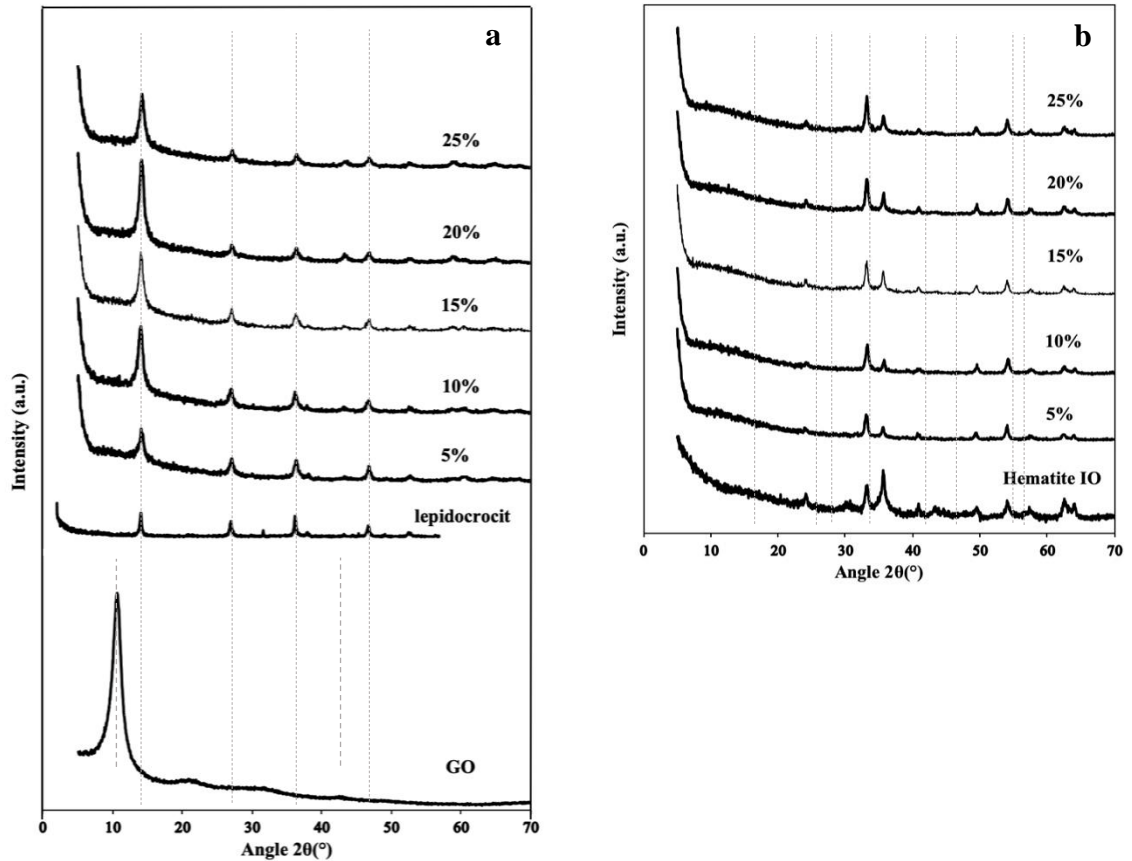 a
25%
20%
15%
10%
5%
lepidocrocit
GO
Intensity (a.u.)
0 10 20 30 40 50 60 70
Angle 2θ(°)
b
25%
20%
15%
10%
5%
Hematite IO
Intensity (a.u.)
0 10 20 30 40 50 60 70
Angle 2θ(°)